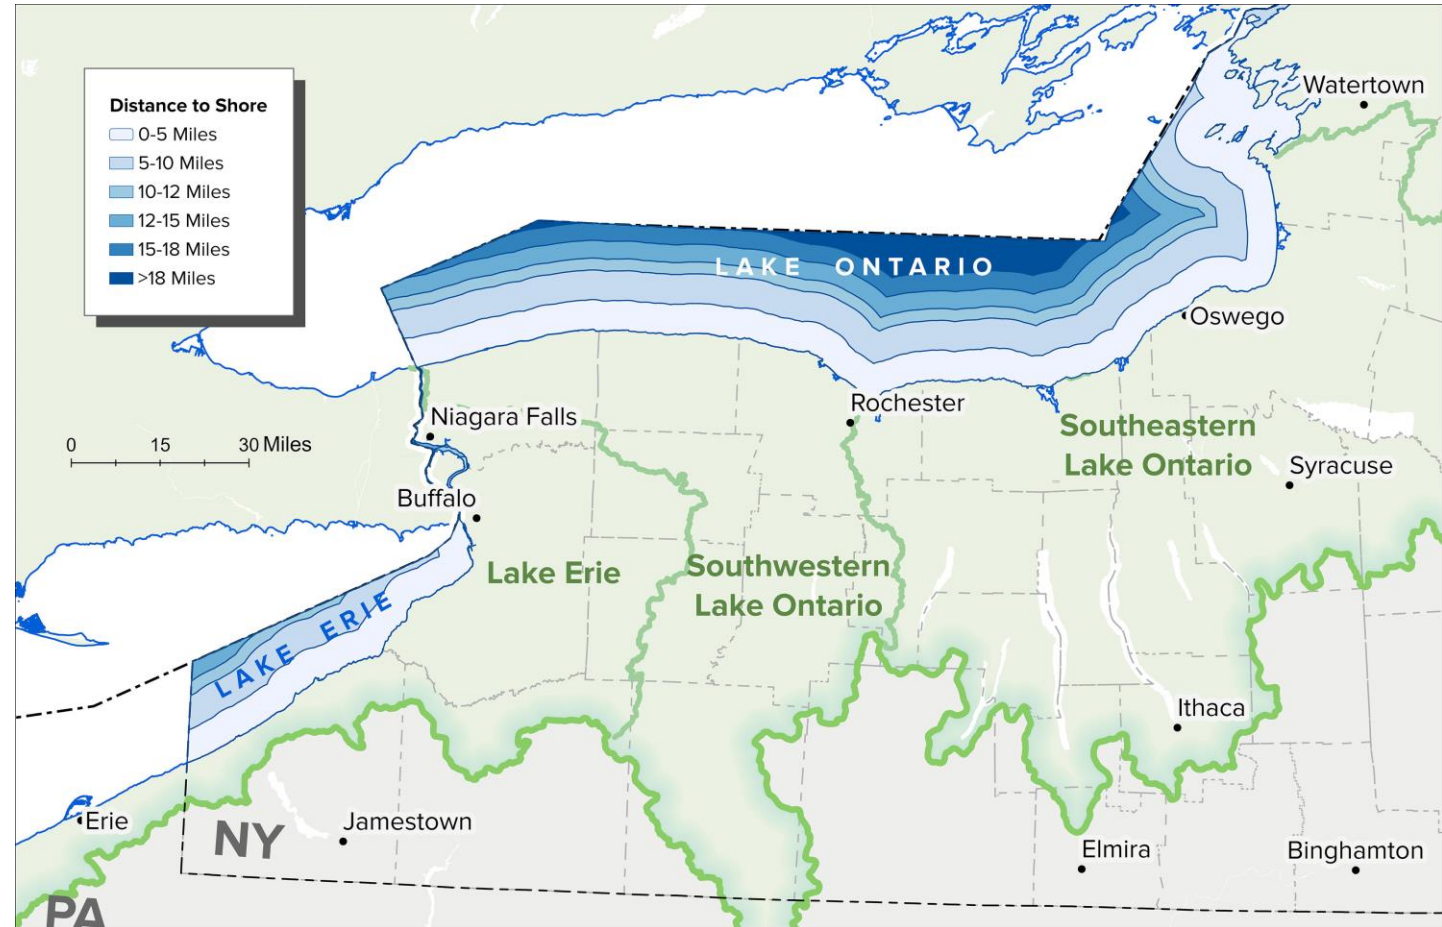 Distance to Shore
0-5 Miles
5-10 Miles
10-12 Miles
12-15 Miles
15-18 Miles
>18 Miles
Watertown
LAKE ONTARIO
Oswego
Rochester
Niagara Falls
0 15 30 Miles
Southeastern
Lake Ontario
Syracuse
Buffalo
Lake Erie
Southwestern
Lake Ontario
LAKE ERIE
Ithaca
Erie
NY
Jamestown
Elmira
Binghamton
PA